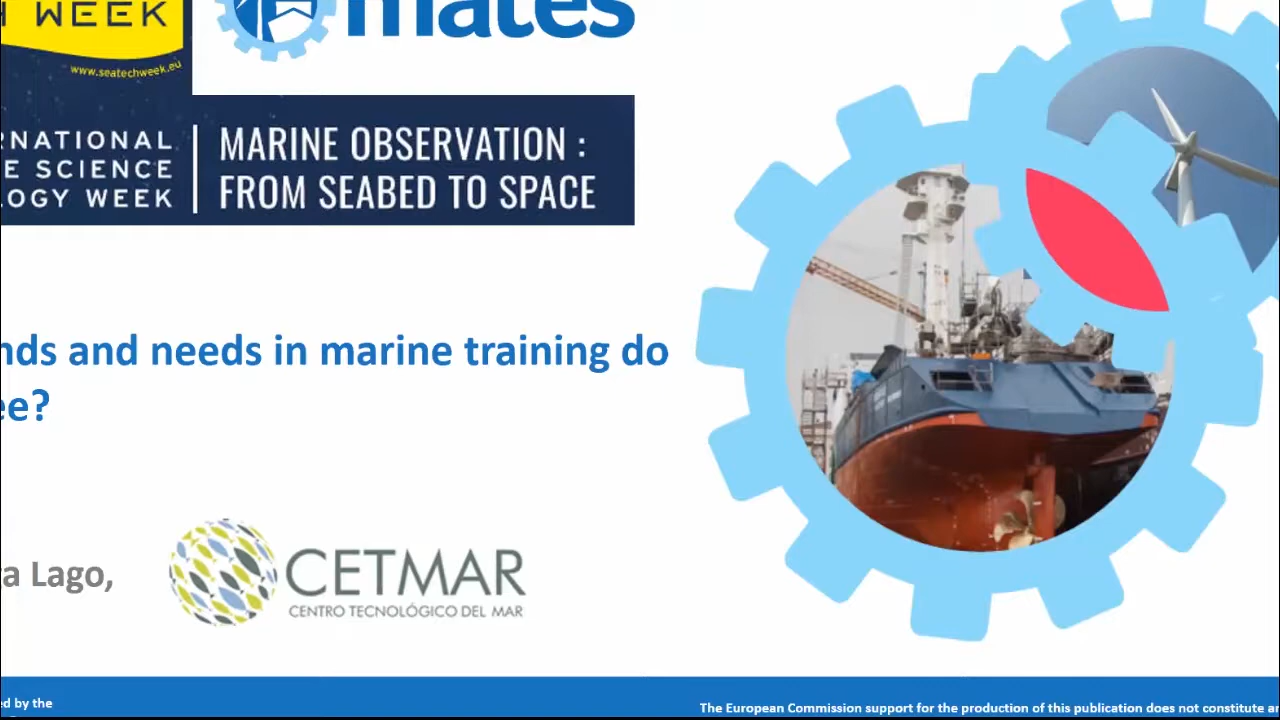 WEEK
www.seatechweek.eu
mates
RNATIONAL
E SCIENCE
OGY WEEK
MARINE OBSERVATION :
FROM SEABED TO SPACE
nds and needs in marine training do
ee?
a Lago,
CETMAR
CENTRO TECNOLÓGICO DEL MAR
ed by the
The European Commission support for the production of this publication does not constitute a